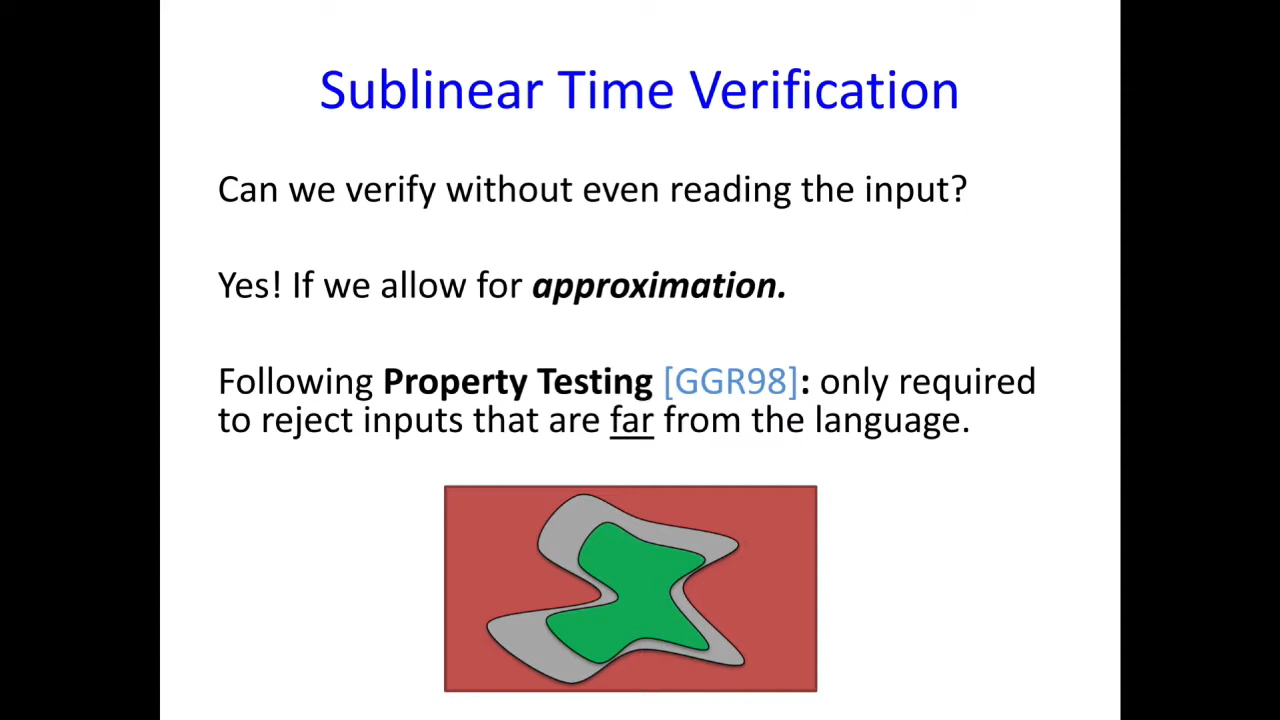 Sublinear Time Verification
Can we verify without even reading the input?
Yes! If we allow for approximation.
Following Property Testing [GGR98]: only required
to reject inputs that are far from the language.